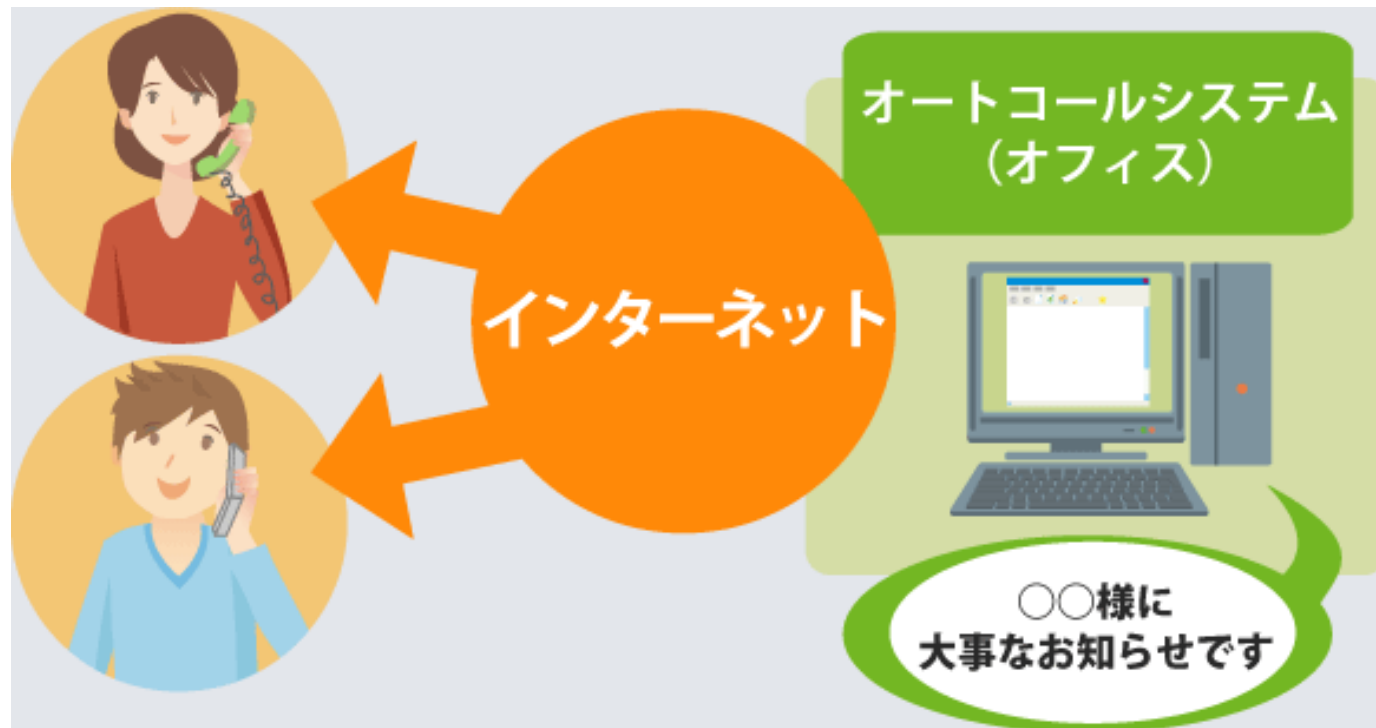 オートコールシステム
（オフィス）
インターネット
○○様に
大事なお知らせです